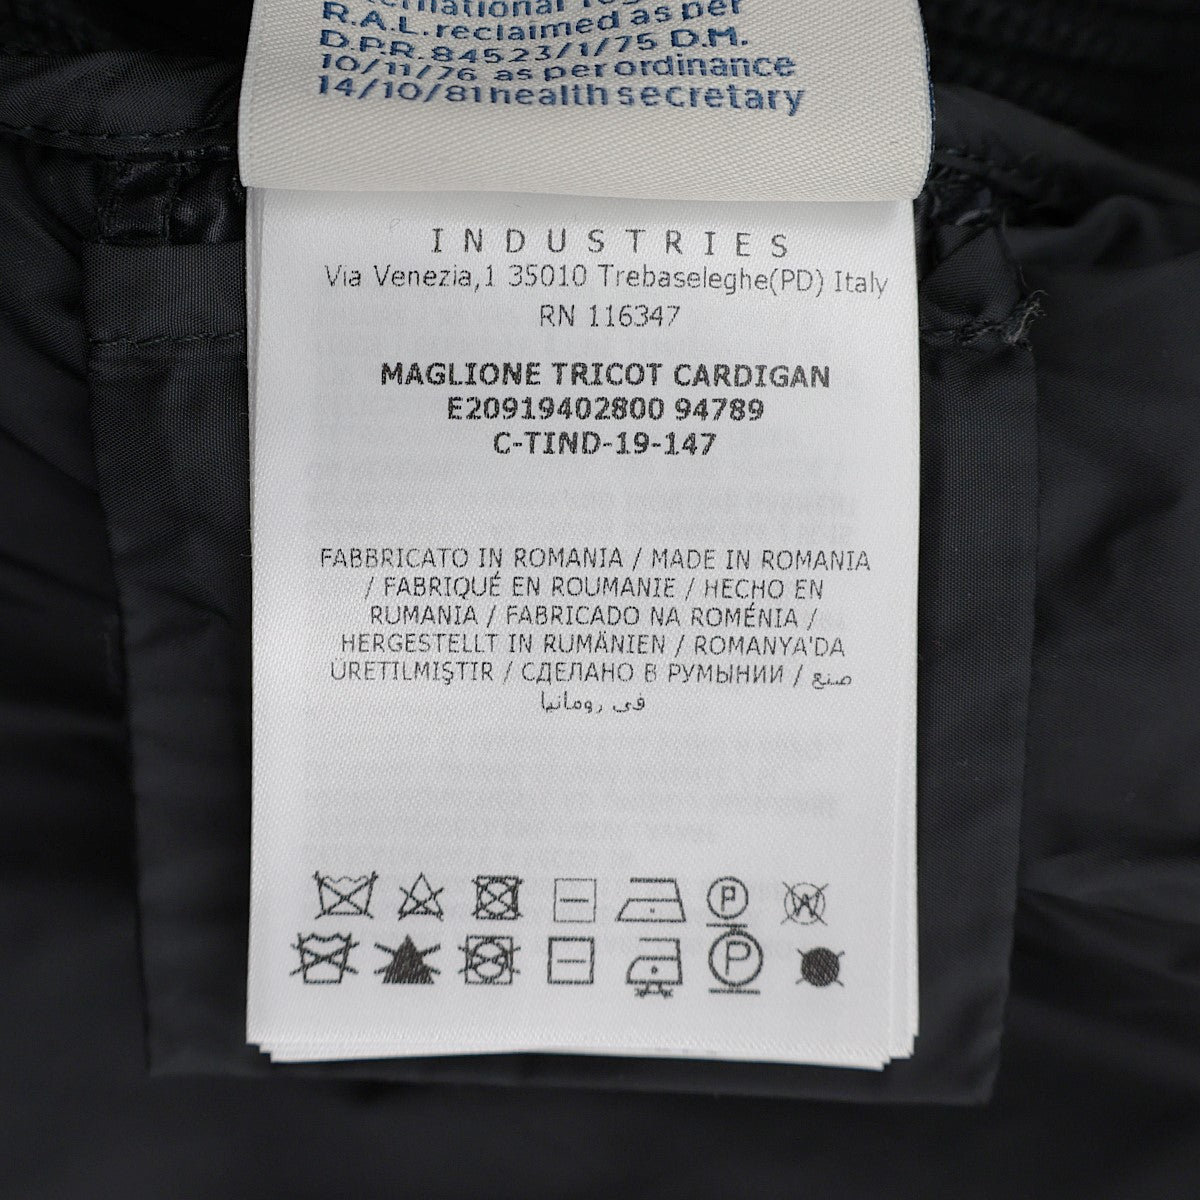 R.A.L. reclaimed as per
D.P.R. 84523/1/75 D.M.
10/11/76 as per ordinance
14/10/81 health secretary
INDUSTRIES
Via Venezia,1 35010 Trebaseleghe(PD) Italy
RN 116347
MAGLIONE TRICOT CARDIGAN
E20919402800 94789
C-TIND-19-147
FABBRICATO IN ROMANIA / MADE IN ROMANIA
/ FABRIQUÉ EN ROUMANIE / HECHO EN
RUMANIA / FABRICADO NA ROMÉNIA /
HERGESTELLT IN RUMÄNIEN / ROMANYA'DA
ÜRETILMIŞTIR / СДЕЛАНО В РУМЫНИИ / صنع
في رومانيا
P W
P